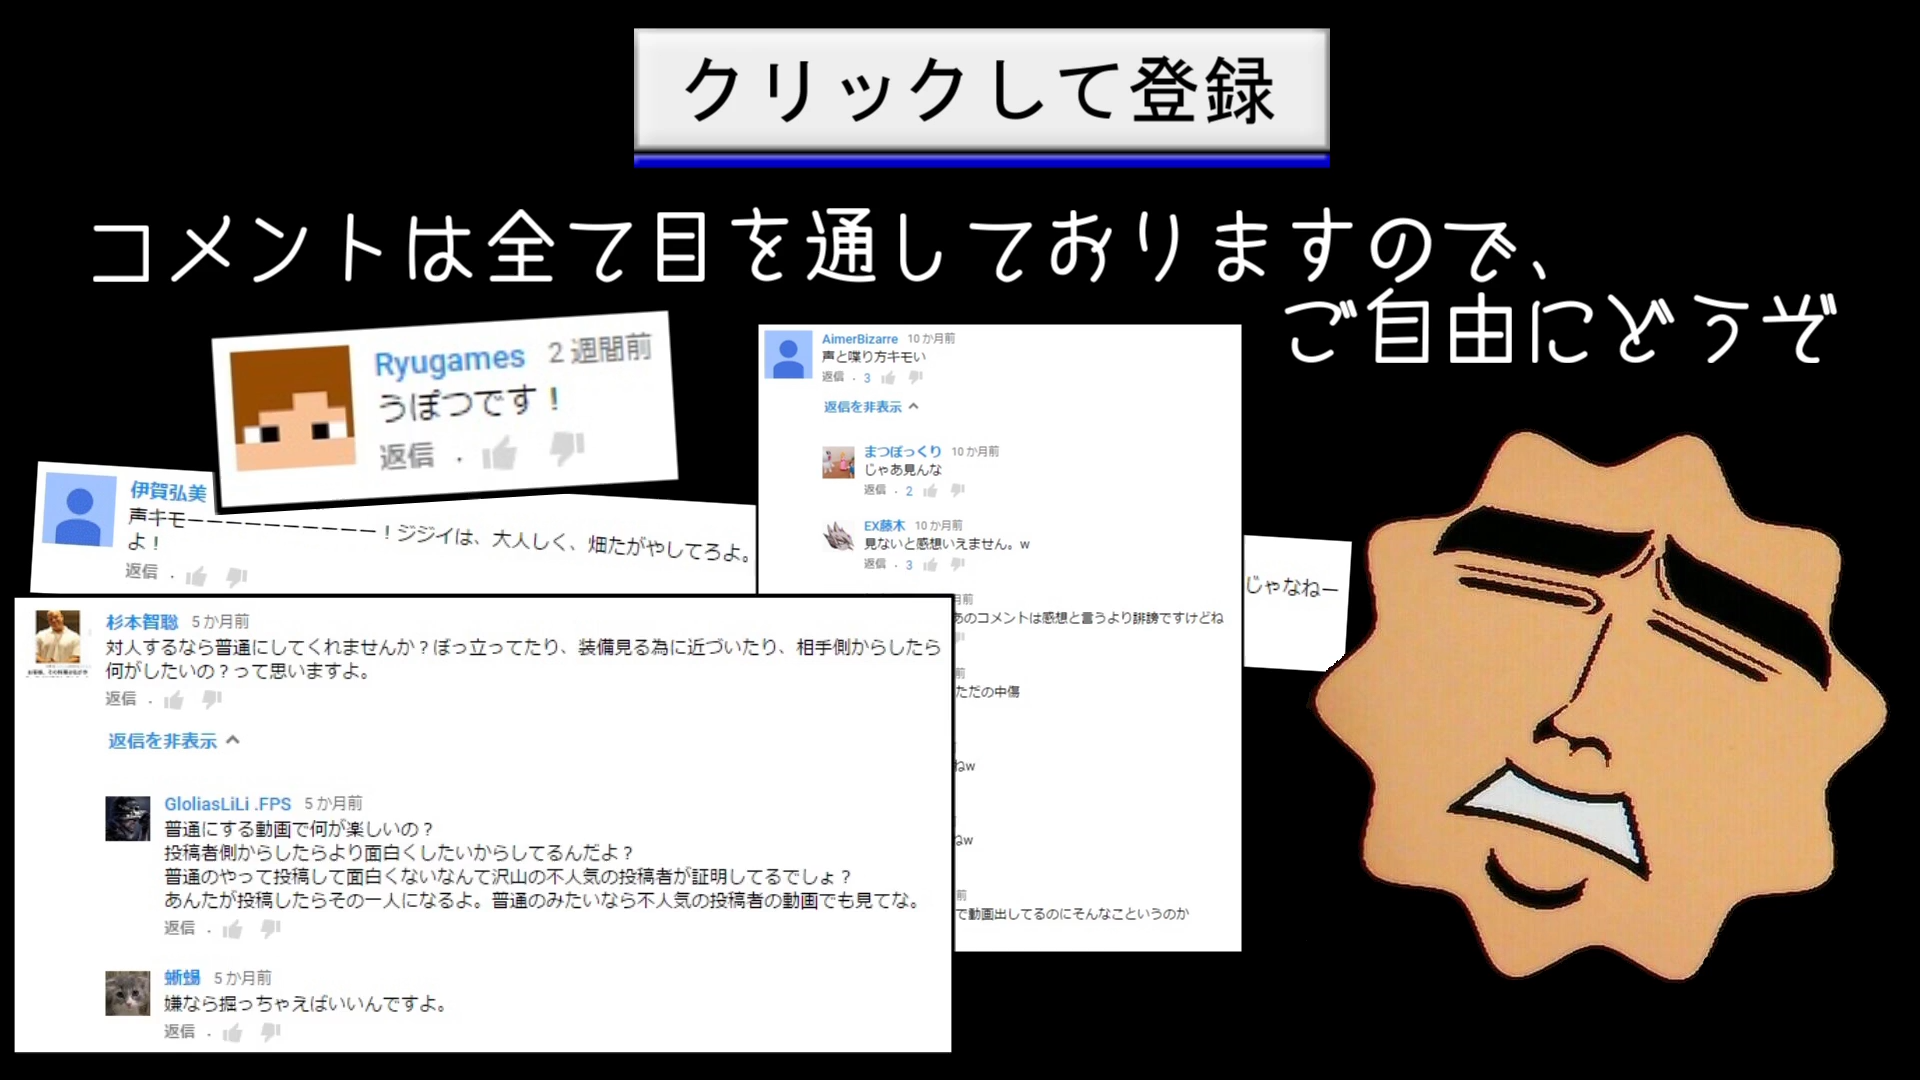 クリックして登録
コメントは全て目を通しておりますので、
ご自由にどうぞ
Ryugames 2 週間前
うぽつです！
返信
伊賀弘美
声キモーーーーーーーーーー！ジジイは、大人しく、畑たがやしてろよ。
よ！
返信
じゃなねー
AimerBizarre 10 か月前
声と喋り方キモい
返信 . 3
返信を非表示
まつぼっくり 10 か月前
じゃあ見んな
返信 . 2
EX藤木 10 か月前
見ないと感想いえません。w
返信 . 3
月前
あのコメントは感想と言うより誹謗ですけどね
前
ただの中傷
ねw
ねw
前
で動画出してるのにそんなこというのか
杉本智聡 5 か月前
対人するなら普通にしてくれませんか？ぼっ立ってたり、装備見る為に近づいたり、相手側からしたら
何がしたいの？って思いますよ。
返信
返信を非表示
GloliasLiLi .FPS 5 か月前
普通にする動画で何が楽しいの？
投稿者側からしたらより面白くしたいからしてるんだよ？
普通のやって投稿して面白くないなんて沢山の不人気の投稿者が証明してるでしょ？
あんたが投稿したらその一人になるよ。普通のみたいなら不人気の投稿者の動画でも見てな。
返信
蜥蜴 5 か月前
嫌なら掘っちゃえばいいんですよ。
返信